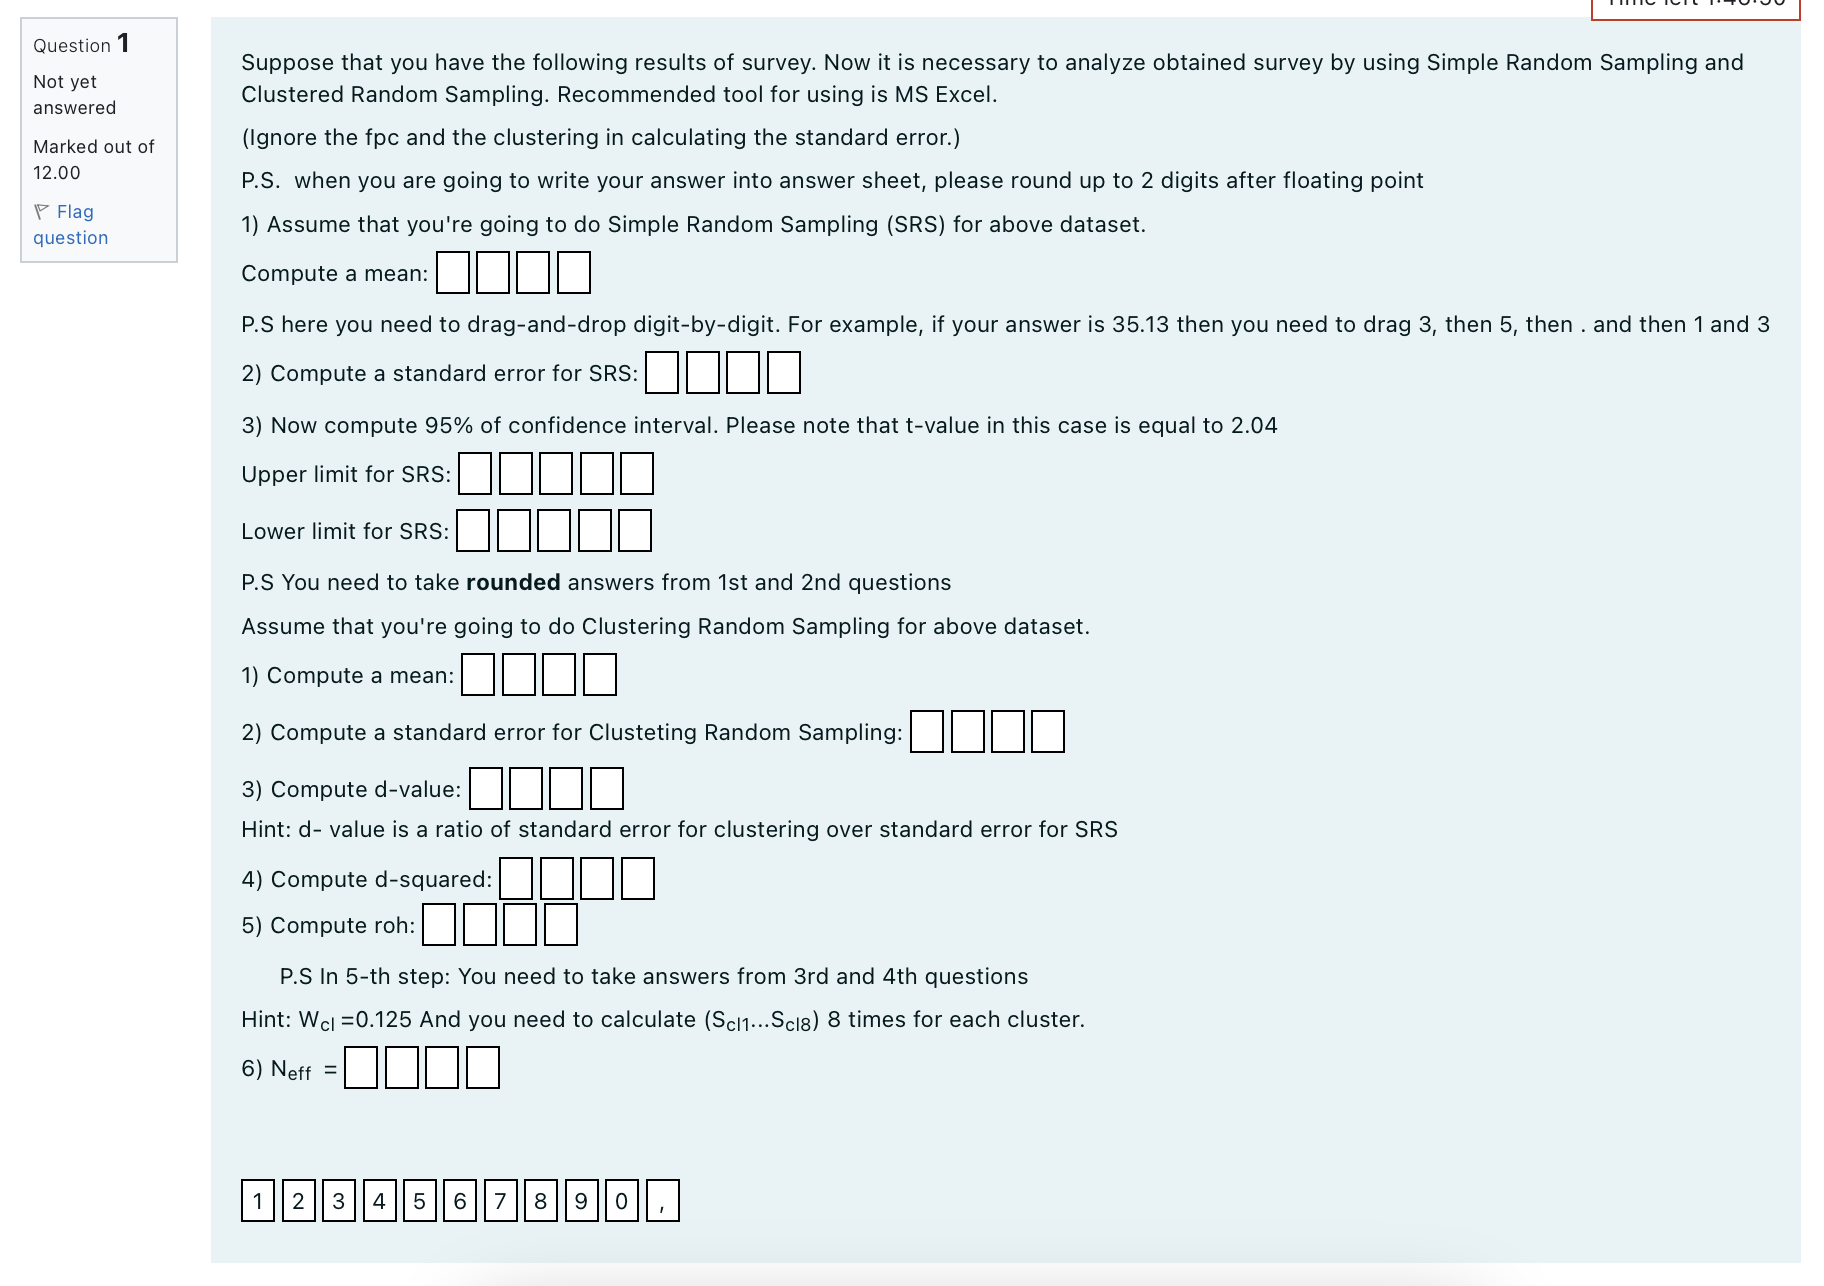 Question 1
Not yet
answered
Marked out of
12.00
Flag
question
Suppose that you have the following results of survey. Now it is necessary to analyze obtained survey by using Simple Random Sampling and
Clustered Random Sampling. Recommended tool for using is MS Excel.
(Ignore the fpc and the clustering in calculating the standard error.)
P.S. when you are going to write your answer into answer sheet, please round up to 2 digits after floating point
1) Assume that you're going to do Simple Random Sampling (SRS) for above dataset.
Compute a mean:
P.S here you need to drag-and-drop digit-by-digit. For example, if your answer is 35.13 then you need to drag 3, then 5, then . and then 1 and 3
2) Compute a standard error for SRS:
3) Now compute 95% of confidence interval. Please note that t-value in this case is equal to 2.04
Upper limit for SRS:
Lower limit for SRS:
P.S You need to take rounded answers from 1st and 2nd questions
Assume that you're going to do Clustering Random Sampling for above dataset.
1) Compute a mean:
2) Compute a standard error for Clusteting Random Sampling:
3) Compute d-value:
Hint: d- value is a ratio of standard error for clustering over standard error for SRS
4) Compute d-squared:
5) Compute roh:
P.S In 5-th step: You need to take answers from 3rd and 4th questions
Hint: Wcl =0.125 And you need to calculate (Scl1...Scl8) 8 times for each cluster.
6) Neff =
1 2 3 4 5 6 7 8 9 0 ,